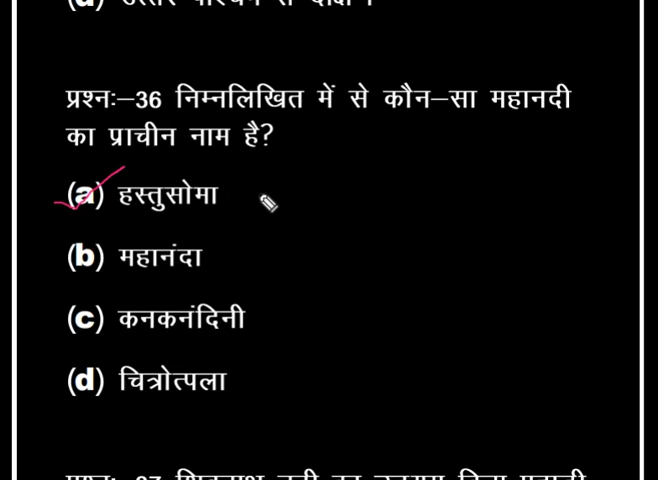 प्रश्नः–36 निम्नलिखित में से कौन–सा महानदी
का प्राचीन नाम है?
(a) हस्तुसोमा
(b) महानंदा
(c) कनकनंदिनी
(d) चित्रोत्पला